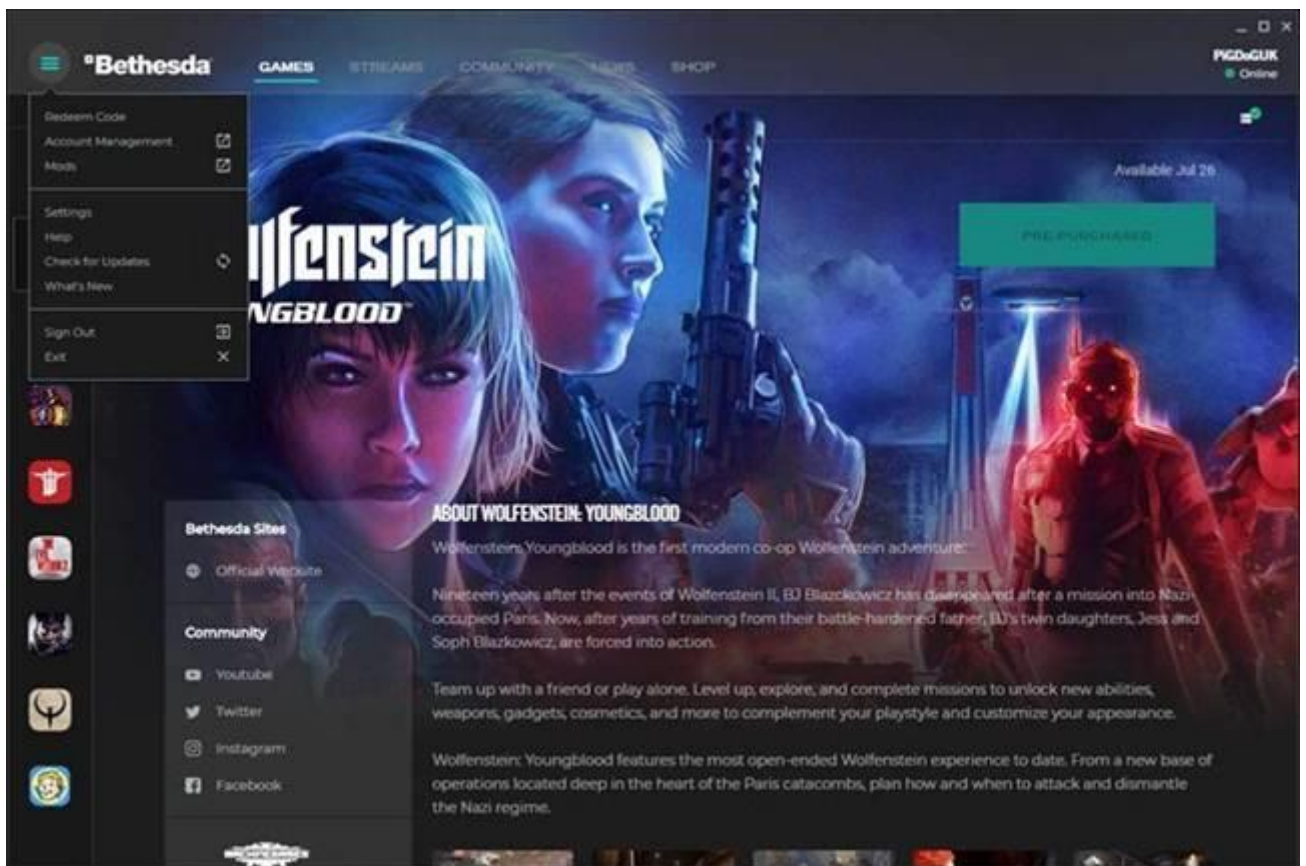 Bethesda
GAMES
STREAMS
COMMUNITY
NEWS
SHOP
PiGDoGUK
Online
Redeem Code
Account Management
Mods
Settings
Help
Check for Updates
What's New
Sign Out
Exit
Available Jul 26
PRE-PURCHASED
lfenstein
NGBLOOD™
Bethesda Sites
Official Website
Community
Youtube
Twitter
Instagram
Facebook
ABOUT WOLFENSTEIN: YOUNGBLOOD
Wolfenstein: Youngblood is the first modern co-op Wolfenstein adventure.
Nineteen years after the events of Wolfenstein II, BJ Blazckowicz has disappeared after a mission into Nazi-
occupied Paris. Now, after years of training from their battle-hardened father, BJ's twin daughters, Jess and
Soph Blazkowicz, are forced into action.
Team up with a friend or play alone. Level up, explore, and complete missions to unlock new abilities,
weapons, gadgets, cosmetics, and more to complement your playstyle and customize your appearance.
Wolfenstein: Youngblood features the most open-ended Wolfenstein experience to date. From a new base of
operations located deep in the heart of the Paris catacombs, plan how and when to attack and dismantle
the Nazi regime.